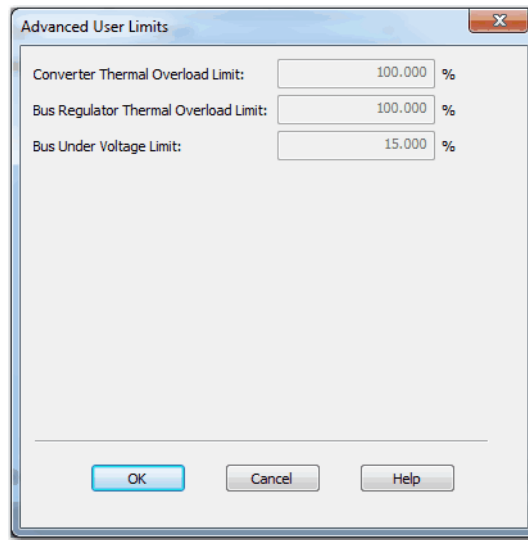 Advanced User Limits
Converter Thermal Overload Limit: 100.000 %
Bus Regulator Thermal Overload Limit: 100.000 %
Bus Under Voltage Limit: 15.000 %
OK Cancel Help